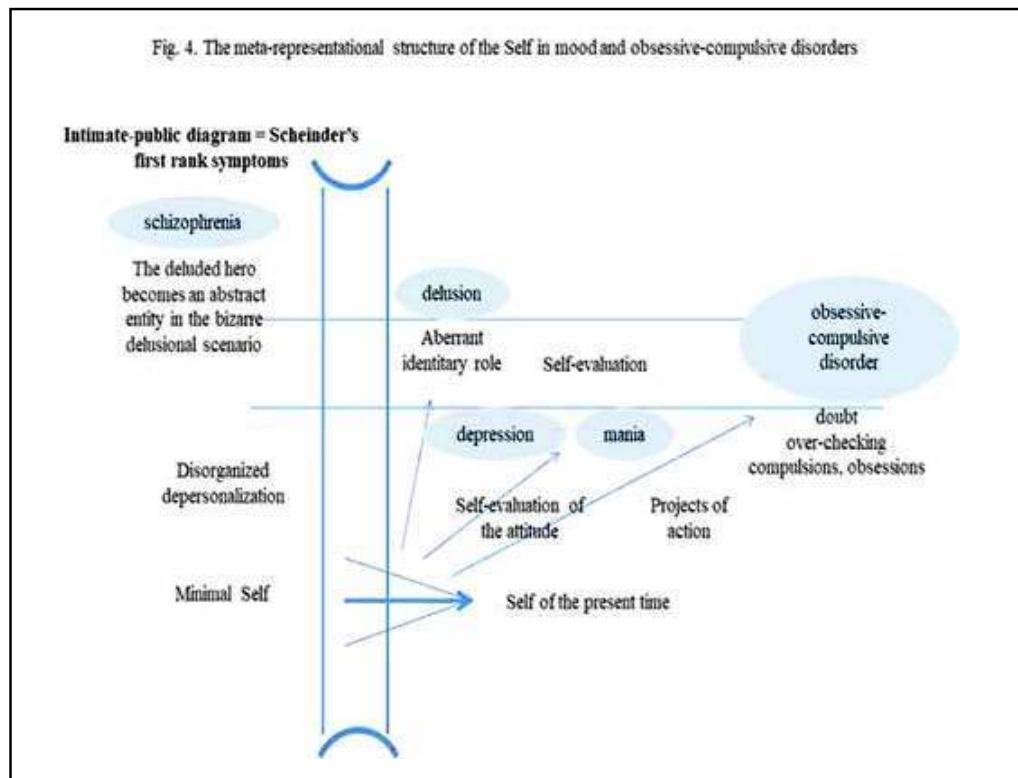 Fig. 4. The meta-representational structure of the Self in mood and obsessive-compulsive disorders
Intimate-public diagram = Scheinder's
first rank symptoms
schizophrenia
The deluded hero
becomes an abstract
entity in the bizarre
delusional scenario
delusion
Aberrant
identitary role
Self-evaluation
obsessive-
compulsive
disorder
depression
mania
doubt
over-checking
compulsions, obsessions
Disorganized
depersonalization
Self-evaluation of
the attitude
Projects of
action
Minimal Self
Self of the present time